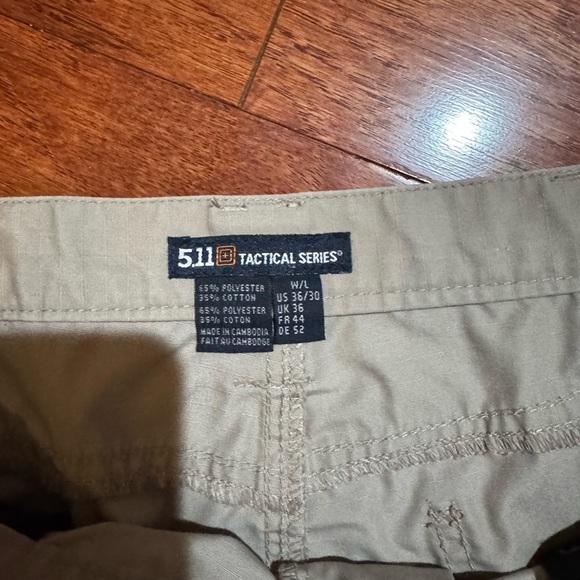 5.11 TACTICAL SERIES®
65% POLYESTER
35% COTTON
65% POLYESTER
35% COTON
MADE IN CAMBODIA
FAIT AU CAMBODGE
W/L
US 36/30
UK 36
FR 44
DE 52